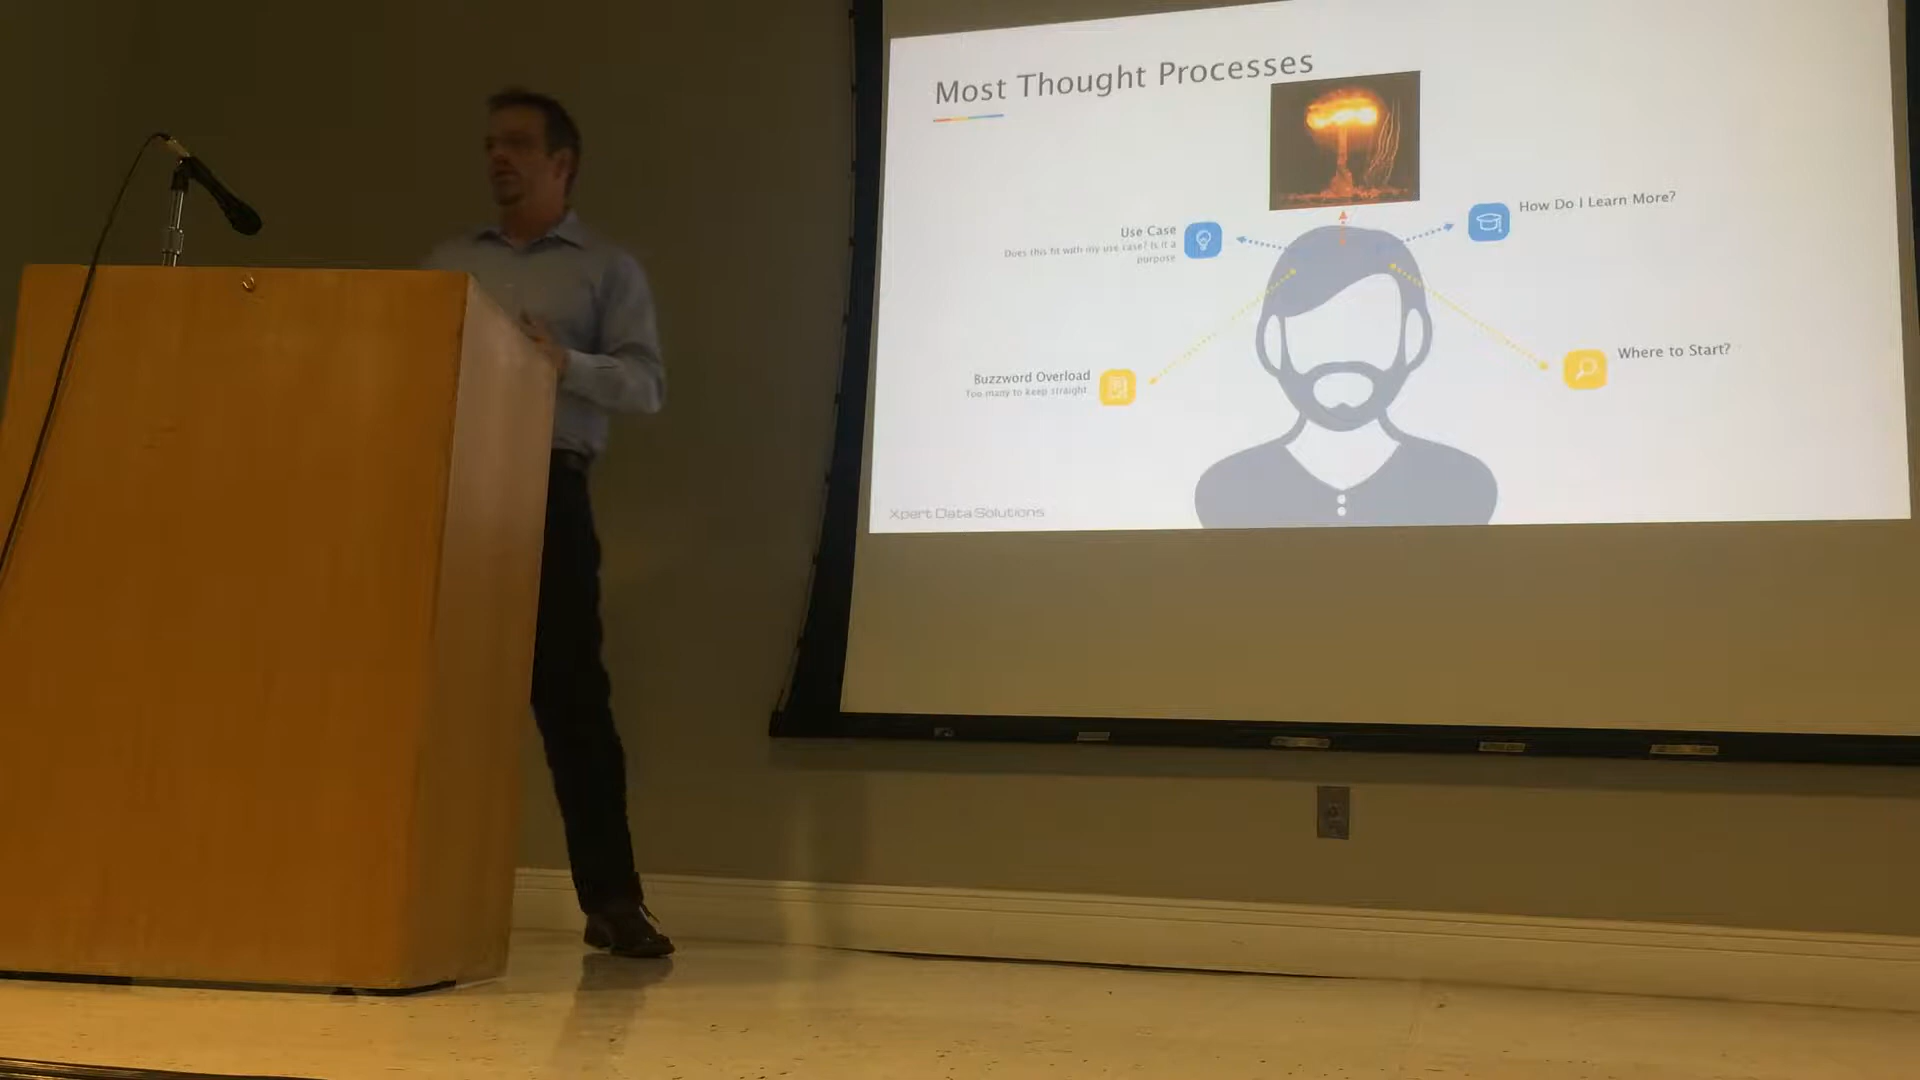 Most Thought Processes
Use Case
Does this fit with my use case? Is it a
purpose
How Do I Learn More?
Buzzword Overload
Too many to keep straight.
Where to Start?
Xpert Data Solutions